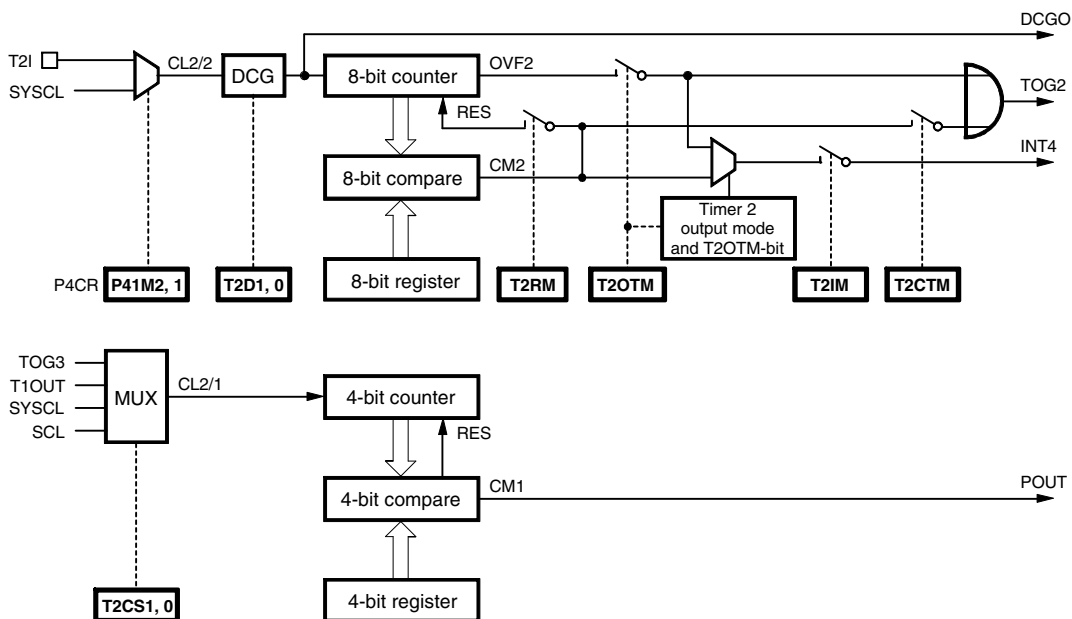 DCGO
T2I
CL2/2
DCG
8-bit counter
OVF2
TOG2
SYSCL
RES
INT4
8-bit compare
CM2
Timer 2
output mode
and T2OTM-bit
P4CR
P41M2, 1
T2D1, 0
8-bit register
T2RM
T2OTM
T2IM
T2CTM
TOG3
T1OUT
SYSCL
SCL
MUX
CL2/1
4-bit counter
RES
4-bit compare
CM1
POUT
T2CS1, 0
4-bit register